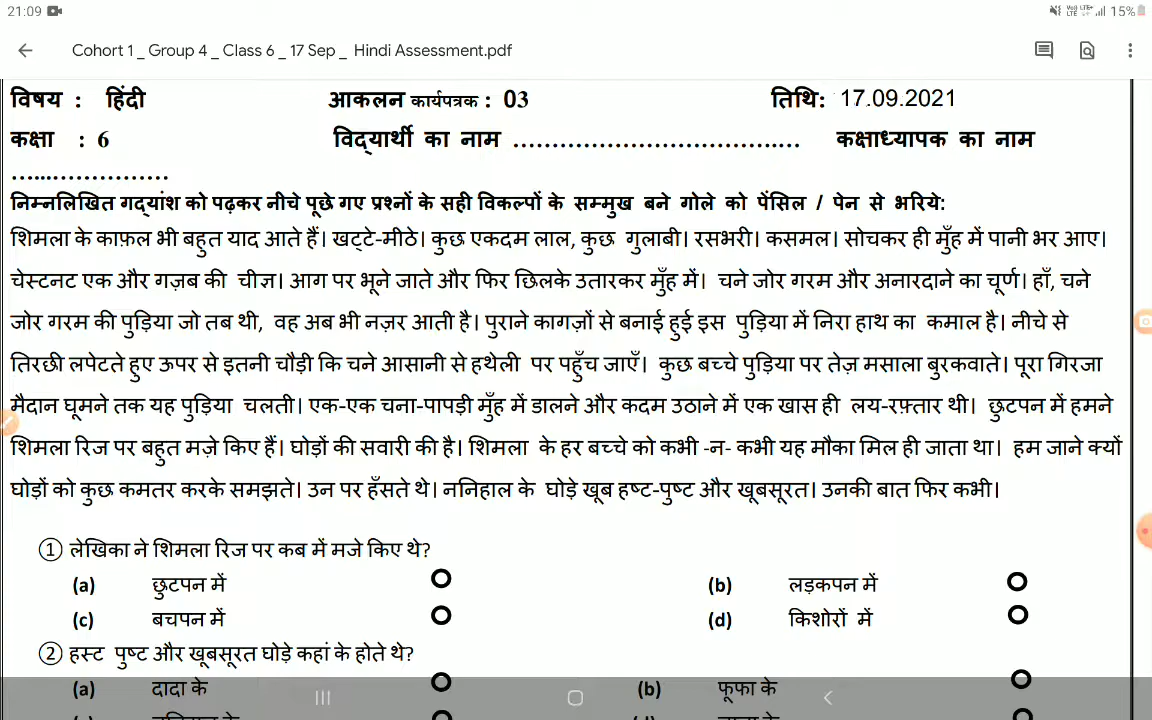 21:09 15%
Cohort 1 _ Group 4 _ Class 6 _ 17 Sep _ Hindi Assessment.pdf
विषय : हिंदी आकलन कार्यपत्रक : 03 तिथि: 17.09.2021
कक्षा : 6 विद्यार्थी का नाम ……………………………….… कक्षाध्यापक का नाम
…...……………
निम्नलिखित गद्यांश को पढ़कर नीचे पूछे गए प्रश्नों के सही विकल्पों के सम्मुख बने गोले को पेंसिल / पेन से भरिये:
शिमला के काफ़ल भी बहुत याद आते हैं। खट्टे-मीठे। कुछ एकदम लाल, कुछ गुलाबी। रसभरी। कसमल। सोचकर ही मुँह में पानी भर आए।
चेस्टनट एक और गज़ब की चीज़। आग पर भूने जाते और फिर छिलके उतारकर मुँह में। चने जोर गरम और अनारदाने का चूर्ण। हाँ, चने
जोर गरम की पुड़िया जो तब थी, वह अब भी नज़र आती है। पुराने कागज़ों से बनाई हुई इस पुड़िया में निरा हाथ का कमाल है। नीचे से
तिरछी लपेटते हुए ऊपर से इतनी चौड़ी कि चने आसानी से हथेली पर पहुँच जाएँ। कुछ बच्चे पुड़िया पर तेज़ मसाला बुरकवाते। पूरा गिरजा
मैदान घूमने तक यह पुड़िया चलती। एक-एक चना-पापड़ी मुँह में डालने और कदम उठाने में एक खास ही लय-रफ़्तार थी। छुटपन में हमने
शिमला रिज पर बहुत मज़े किए हैं। घोड़ों की सवारी की है। शिमला के हर बच्चे को कभी -न- कभी यह मौका मिल ही जाता था। हम जाने क्यों
घोड़ों को कुछ कमतर करके समझते। उन पर हँसते थे। ननिहाल के घोड़े खूब हष्ट-पुष्ट और खूबसूरत। उनकी बात फिर कभी।
① लेखिका ने शिमला रिज पर कब में मजे किए थे?
(a) छुटपन में (b) लड़कपन में
(c) बचपन में (d) किशोरों में
② हस्ट पुष्ट और खूबसूरत घोड़े कहां के होते थे?
(a) दादा के (b) फूफा के